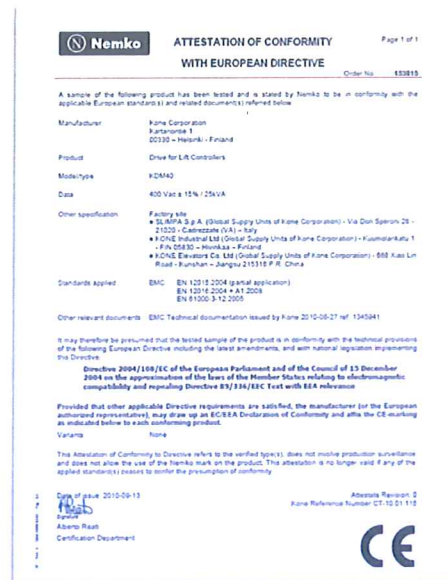 Nemko
ATTESTATION OF CONFORMITY
Page 1 of 1
WITH EUROPEAN DIRECTIVE
Order No. 153815
A sample of the following product has been tested and is stated by Nemko to be in conformity with the
applicable European standard(s) and related document(s) referred below
Manufacturer Kone Corporation
Kartanontie 1
00330 – Helsinki - Finland
Product Drive for Lift Controllers
Model/type KDM40
Data 400 Vac ± 15% / 25kVA
Other specification Factory site
• SLIMPA S.p.A. (Global Supply Units of Kone Corporation) - Via Don Speroni 28 -
21020 - Cadrezzate (VA) – Italy
• KONE Industrial Ltd (Global Supply Units of Kone Corporation) - Kuumolankatu 1
- FIN 05830 – Hivinkaa – Finland
• KONE Elevators Co. Ltd (Global Supply Units of Kone Corporation) - 688 Xiao Lin
Road - Kunshan – Jiangsu 215316 P.R. China
Standards applied EMC EN 12015:2004 (partial application)
EN 12016:2004 + A1:2008
EN 61000-3-12:2005
Other relevant documents EMC Technical documentation issued by Kone 2010-08-27 ref.
It may therefore be presumed that the tested sample of the product is in conformity with the technical provisions
of the following European Directive including the latest amendments, and with national legislation implementing
this Directive:
Directive 2004/108/EC of the European Parliament and of the Council of 15 December
2004 on the approximation of the laws of the Member States relating to electromagnetic
compatibility and repealing Directive 89/336/EEC Text with EEA relevance
Provided that other applicable Directive requirements are satisfied, the manufacturer (or the European
authorized representative), may draw up an EC/EEA Declaration of Conformity and affix the CE-marking
as indicated below to each conforming product.
Variants None
This Attestation of Conformity to Directive refers to the verified type(s), does not involve production surveillance
and does not allow the use of the Nemko mark on the product. This attestation is no longer valid if any of the
applied standard(s) ceases to confer the presumption of conformity
Date of issue 2010-09-13
Attestato Revision: 0
Kone Reference Number CT-10.01.115
Signature
Alberto Reati
Certification Department
CE